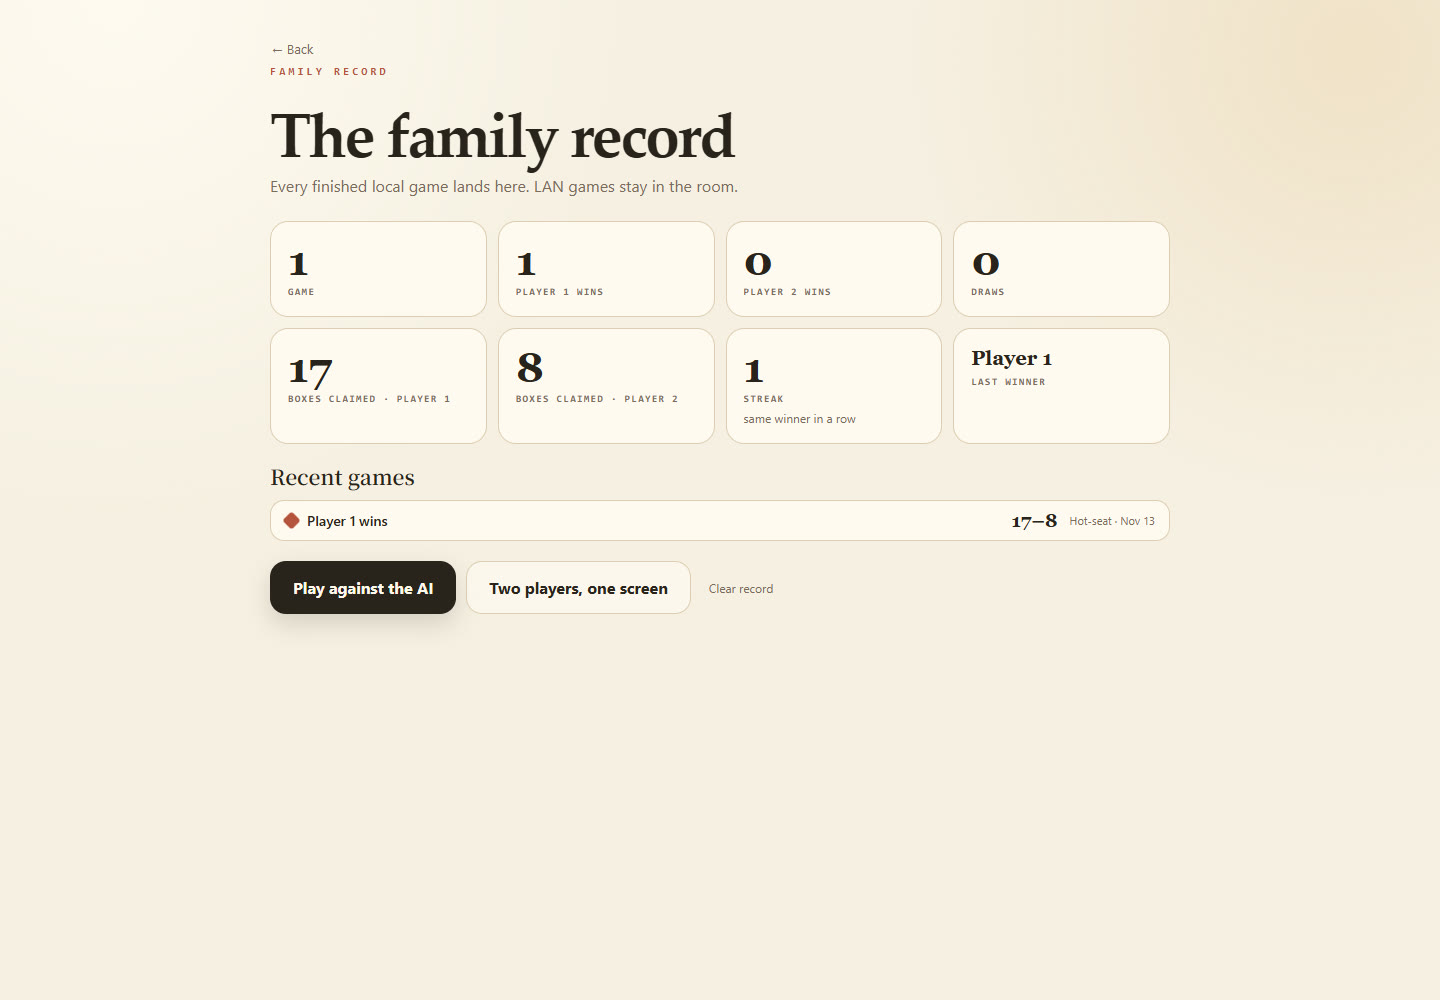 ← Back
FAMILY RECORD
The family record
Every finished local game lands here. LAN games stay in the room.
1
GAME
1
PLAYER 1 WINS
0
PLAYER 2 WINS
0
DRAWS
17
BOXES CLAIMED · PLAYER 1
8
BOXES CLAIMED · PLAYER 2
1
STREAK
same winner in a row
Player 1
LAST WINNER
Recent games
Player 1 wins 17–8 Hot-seat · Nov 13
Play against the AI Two players, one screen Clear record